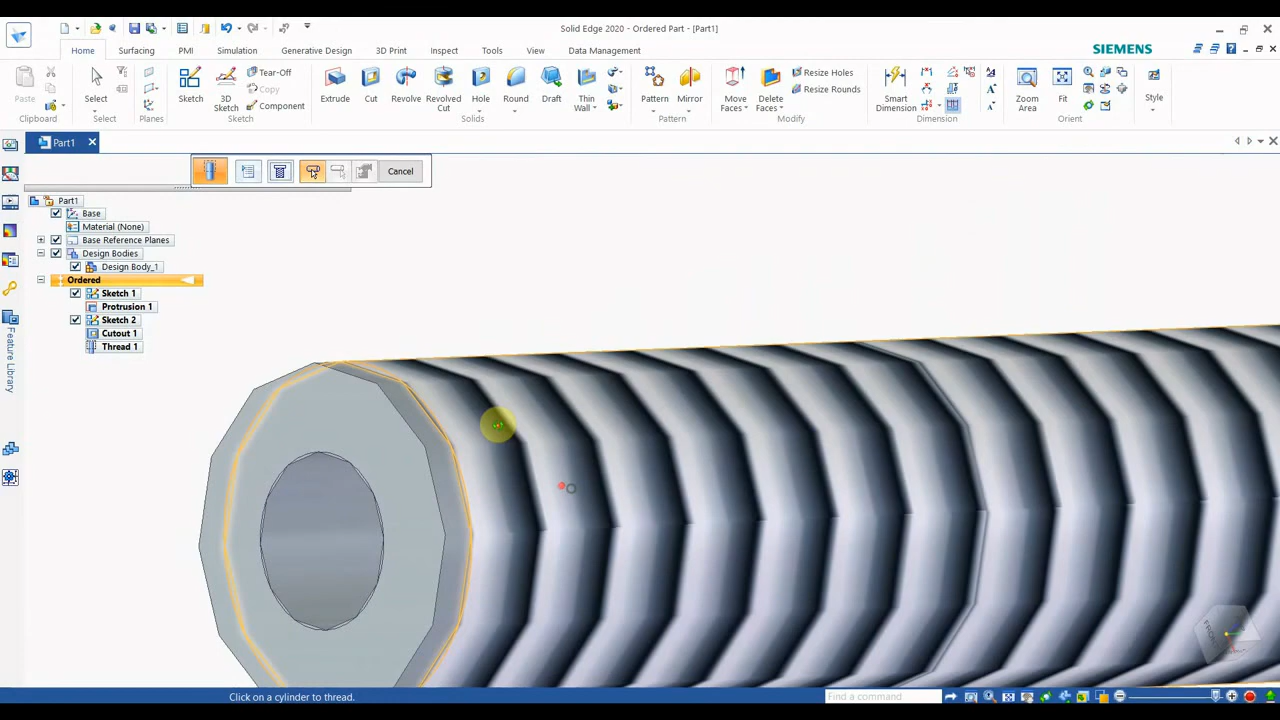 Solid Edge 2020 - Ordered Part - [Part1]
Home Surfacing PMI Simulation Generative Design 3D Print Inspect Tools View Data Management SIEMENS
Paste
Clipboard
Select
Select
Planes
Sketch
3D Sketch
Tear-Off
Copy
Component
Sketch
Extrude
Cut
Revolve
Revolved Cut
Hole
Round
Draft
Thin Wall
Solids
Pattern
Mirror
Pattern
Move Faces
Delete Faces
Resize Holes
Resize Rounds
Modify
Smart Dimension
Dimension
Zoom Area
Fit
Orient
Style
Part1
Cancel
Part1
Base
Material (None)
Base Reference Planes
Design Bodies
Design Body_1
Ordered
Sketch 1
Protrusion 1
Sketch 2
Cutout 1
Thread 1
Feature Library
Click on a cylinder to thread.
Find a command